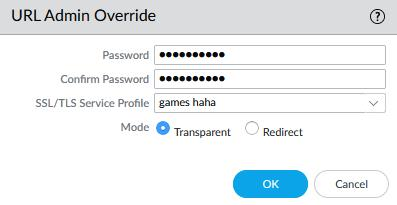 URL Admin Override
Password ••••••••••
Confirm Password ••••••••••
SSL/TLS Service Profile games haha
Mode Transparent Redirect
OK Cancel